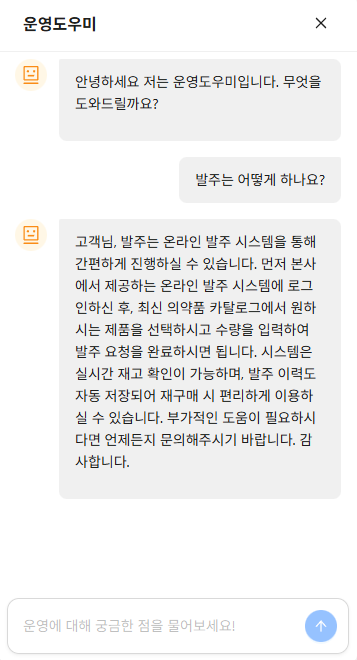 운영도우미
안녕하세요 저는 운영도우미입니다. 무엇을
도와드릴까요?
발주는 어떻게 하나요?
고객님, 발주는 온라인 발주 시스템을 통해
간편하게 진행하실 수 있습니다. 먼저 본사
에서 제공하는 온라인 발주 시스템에 로그
인하신 후, 최신 의약품 카탈로그에서 원하
시는 제품을 선택하시고 수량을 입력하여
발주 요청을 완료하시면 됩니다. 시스템은
실시간 재고 확인이 가능하며, 발주 이력도
자동 저장되어 재구매 시 편리하게 이용하
실 수 있습니다. 부가적인 도움이 필요하시
다면 언제든지 문의해주시기 바랍니다. 감
사합니다.
운영에 대해 궁금한 점을 물어보세요!